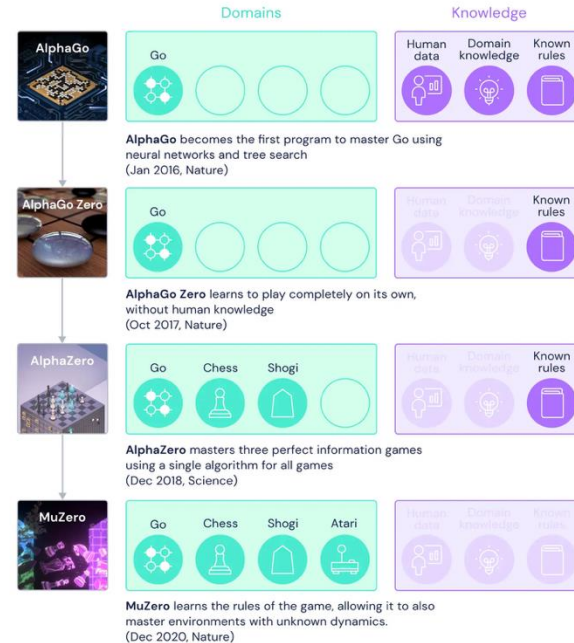 Domains
Knowledge
AlphaGo
Go
Human data
Domain knowledge
Known rules
AlphaGo becomes the first program to master Go using
neural networks and tree search
(Jan 2016, Nature)
AlphaGo Zero
Go
Human data
Domain knowledge
Known rules
AlphaGo Zero learns to play completely on its own,
without human knowledge
(Oct 2017, Nature)
AlphaZero
Go
Chess
Shogi
Human data
Domain knowledge
Known rules
AlphaZero masters three perfect information games
using a single algorithm for all games
(Dec 2018, Science)
MuZero
Go
Chess
Shogi
Atari
Human data
Domain knowledge
Known rules
MuZero learns the rules of the game, allowing it to also
master environments with unknown dynamics.
(Dec 2020, Nature)